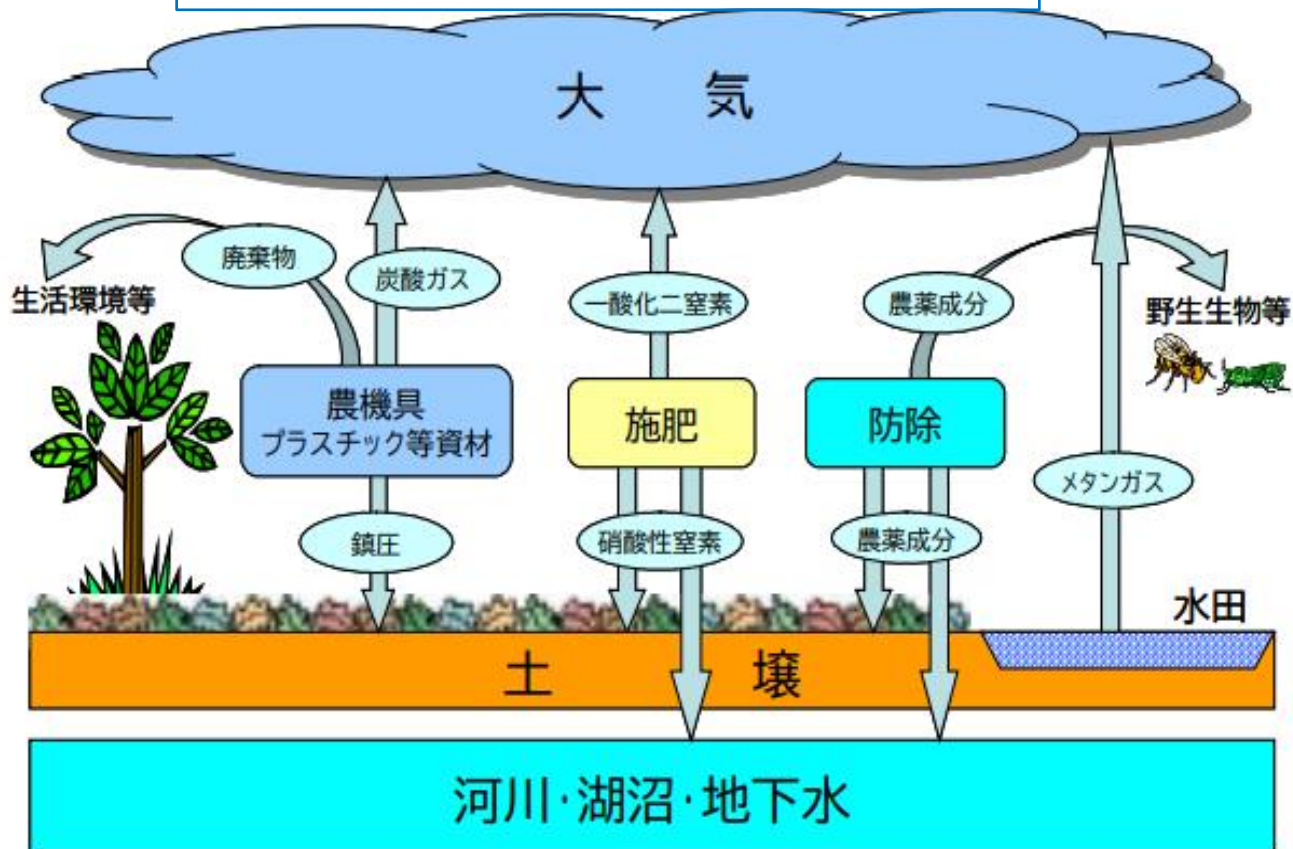 大気
廃棄物
炭酸ガス
一酸化二窒素
農薬成分
生活環境等
野生生物等
農機具
プラスチック等資材
施肥
防除
メタンガス
鎮圧
硝酸性窒素
農薬成分
水田
土壌
河川・湖沼・地下水